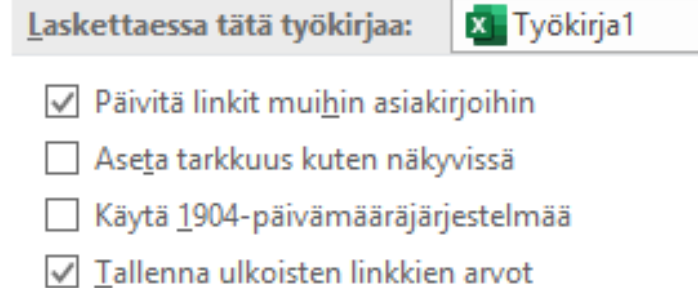 Laskettaessa tätä työkirjaa: Työkirja1
Päivitä linkit muihin asiakirjoihin
Aseta tarkkuus kuten näkyvissä
Käytä 1904-päivämääräjärjestelmää
Tallenna ulkoisten linkkien arvot